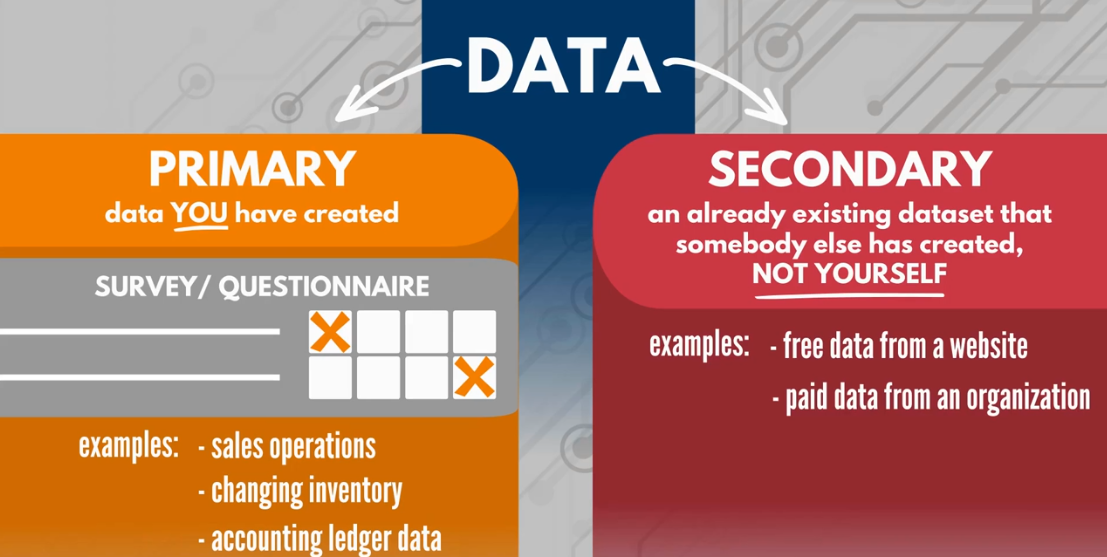 DATA
PRIMARY
data YOU have created
SURVEY/ QUESTIONNAIRE
examples: - sales operations
- changing inventory
- accounting ledger data
SECONDARY
an already existing dataset that
somebody else has created,
NOT YOURSELF
examples: - free data from a website
- paid data from an organization